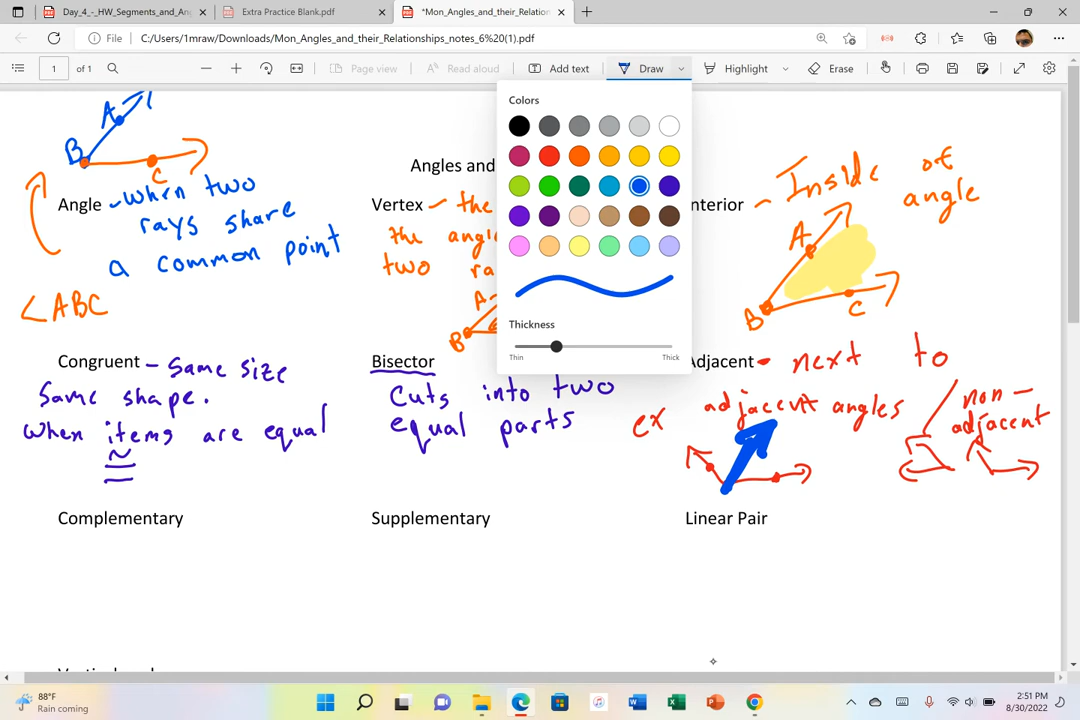 Day_4_-_HW_Segments_and_An
Extra Practice Blank.pdf
*Mon_Angles_and_their_Relation
File
C:/Users/1mraw/Downloads/Mon_Angles_and_their_Relationships_notes_6%20(1).pdf
1 of 1
Page view
Read aloud
Add text
Draw
Highlight
Erase
Colors
Thickness
Thin
Thick
Angles and
A
B
C
Angle - when two
rays share
a common point
∠ABC
Vertex - the
the angl
two ra
A
B
nterior - Inside of
angle
A
B
C
Congruent - Same size
Same shape.
When items are equal
≅
Bisector
Cuts into two
equal parts
Adjacent - next to
ex adjacent angles
non-
adjacent
Complementary
Supplementary
Linear Pair
88°F
Rain coming
2:51 PM
8/30/2022